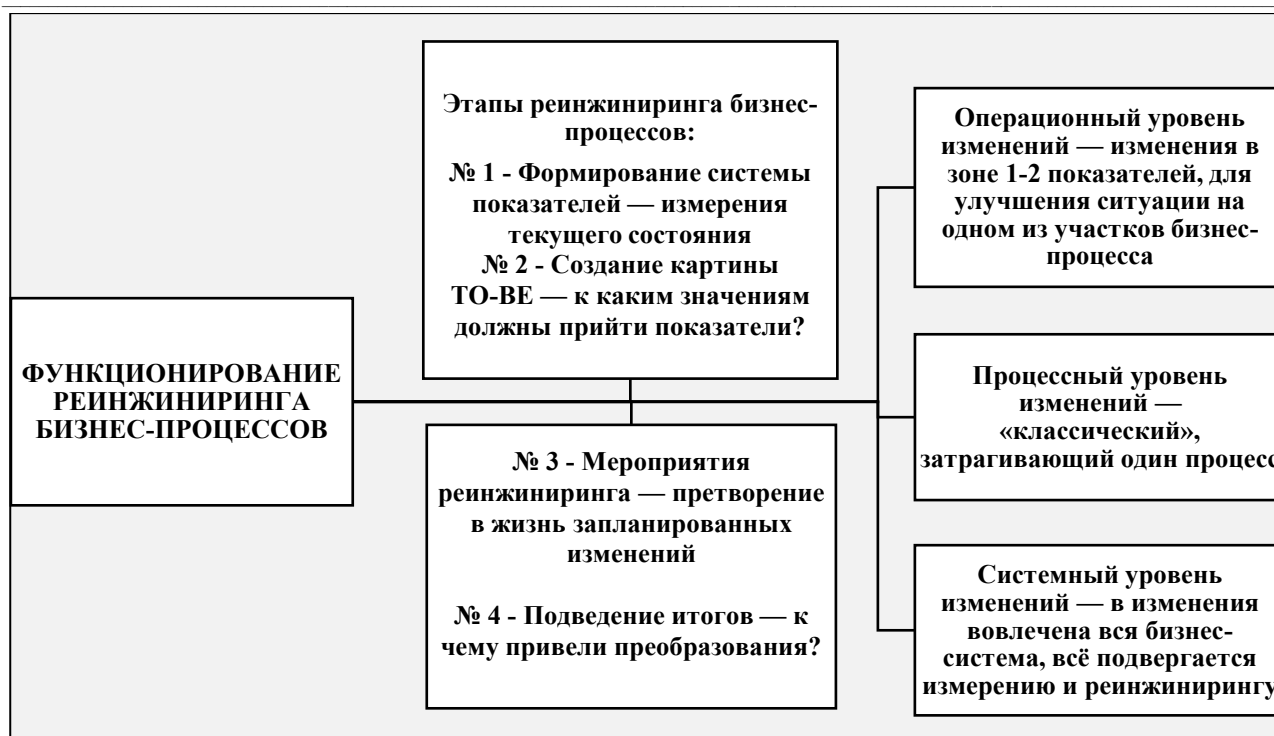 ФУНКЦИОНИРОВАНИЕ
РЕИНЖИНИРИНГА
БИЗНЕС-ПРОЦЕССОВ
Этапы реинжиниринга бизнес-
процессов:
№ 1 - Формирование системы
показателей — измерения
текущего состояния
№ 2 - Создание картины
TO-BE — к каким значениям
должны прийти показатели?
№ 3 - Мероприятия
реинжиниринга — претворение
в жизнь запланированных
изменений
№ 4 - Подведение итогов — к
чему привели преобразования?
Операционный уровень
изменений — изменения в
зоне 1-2 показателей, для
улучшения ситуации на
одном из участков бизнес-
процесса
Процессный уровень
изменений —
«классический»,
затрагивающий один процесс
Системный уровень
изменений — в изменения
вовлечена вся бизнес-
система, всё подвергается
измерению и реинжинирингу